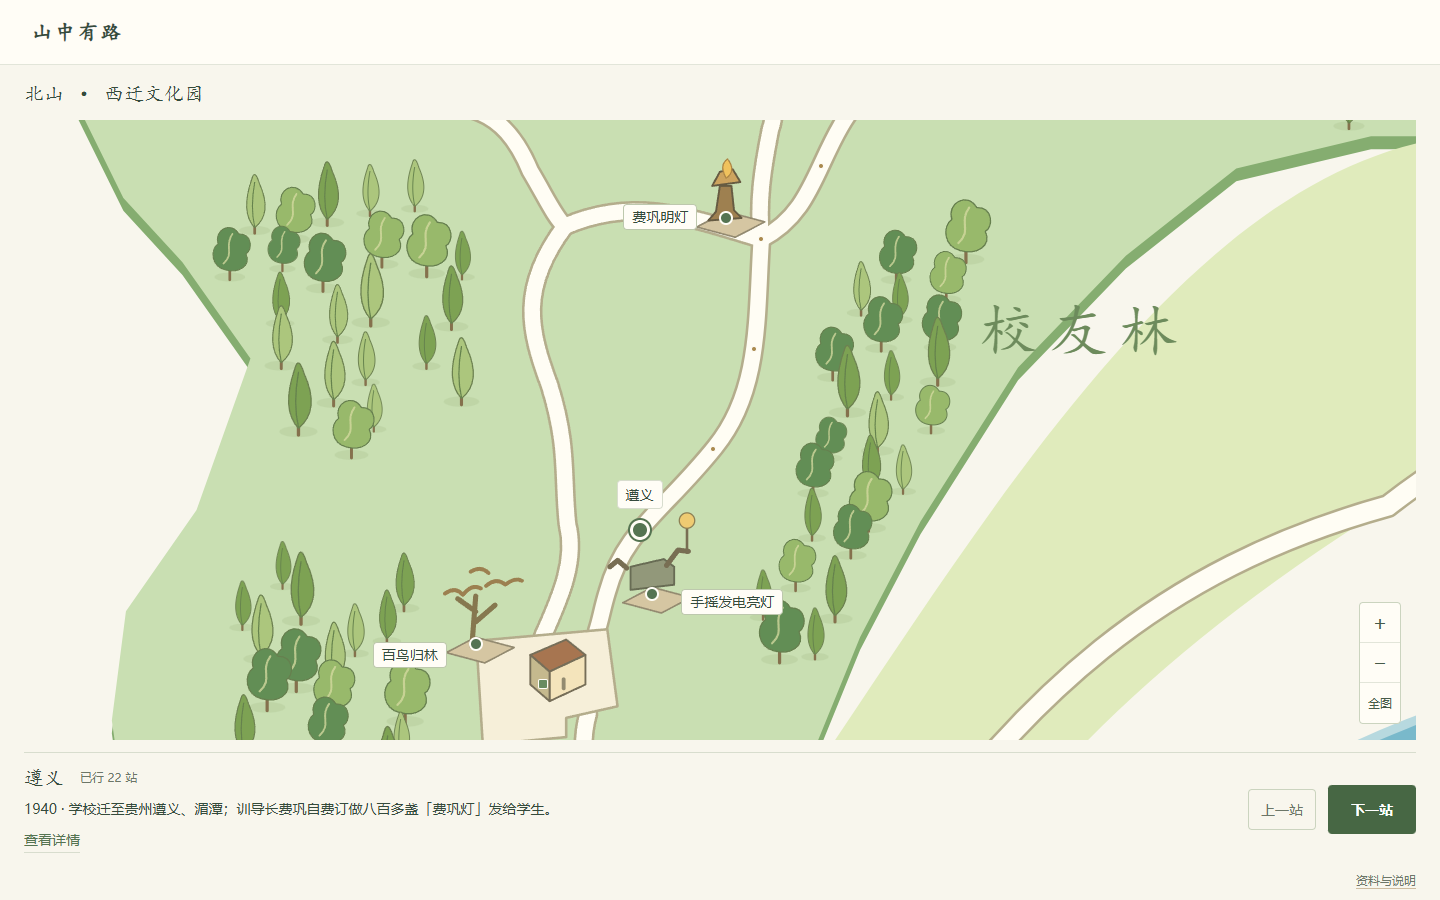 山中有路
北山 • 西迁文化园
费巩明灯
校友林
遵义
手摇发电亮灯
百鸟归林
+
−
全图
遵义 已行 22 站
1940 · 学校迁至贵州遵义、湄潭；训导长费巩自费订做八百多盏「费巩灯」发给学生。
查看详情
上一站
下一站
资料与说明